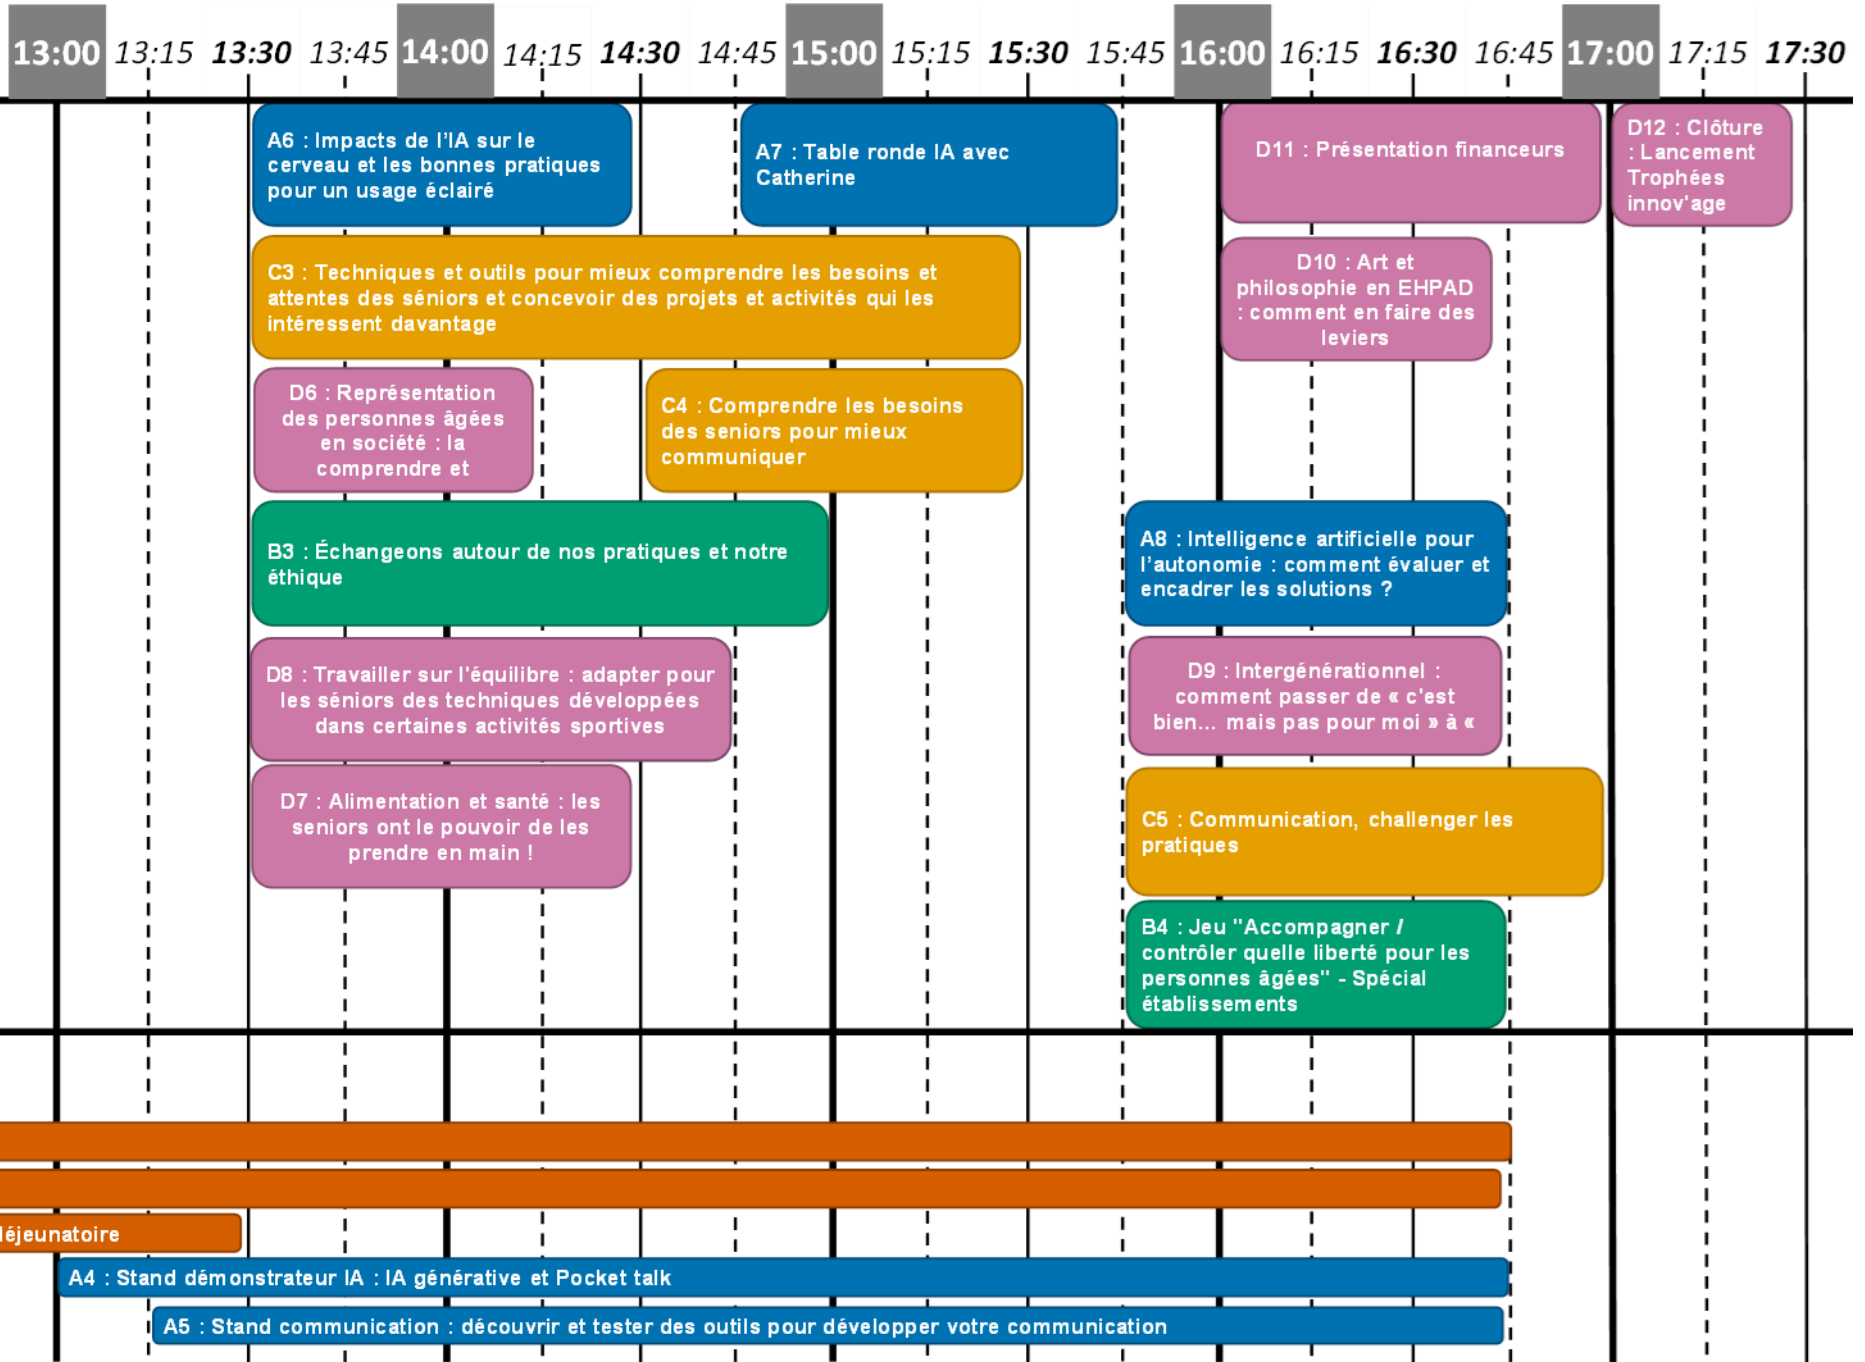 13:00 13:15 13:30 13:45 14:00 14:15 14:30 14:45 15:00 15:15 15:30 15:45 16:00 16:15 16:30 16:45 17:00 17:15 17:30
A6 : Impacts de l'IA sur le
cerveau et les bonnes pratiques
pour un usage éclairé
A7 : Table ronde IA avec
Catherine
D11 : Présentation financeurs
D12 : Clôture
: Lancement
Trophées
innov'age
C3 : Techniques et outils pour mieux comprendre les besoins et
attentes des séniors et concevoir des projets et activités qui les
intéressent davantage
D10 : Art et
philosophie en EHPAD
: comment en faire des
leviers
D6 : Représentation
des personnes âgées
en société : la
comprendre et
C4 : Comprendre les besoins
des seniors pour mieux
communiquer
B3 : Échangeons autour de nos pratiques et notre
éthique
A8 : Intelligence artificielle pour
l'autonomie : comment évaluer et
encadrer les solutions ?
D8 : Travailler sur l'équilibre : adapter pour
les séniors des techniques développées
dans certaines activités sportives
D9 : Intergénérationnel :
comment passer de « c'est
bien... mais pas pour moi » à «
D7 : Alimentation et santé : les
seniors ont le pouvoir de les
prendre en main !
C5 : Communication, challenger les
pratiques
B4 : Jeu "Accompagner /
contrôler quelle liberté pour les
personnes âgées" - Spécial
établissements
déjeunatoire
A4 : Stand démonstrateur IA : IA générative et Pocket talk
A5 : Stand communication : découvrir et tester des outils pour développer votre communication